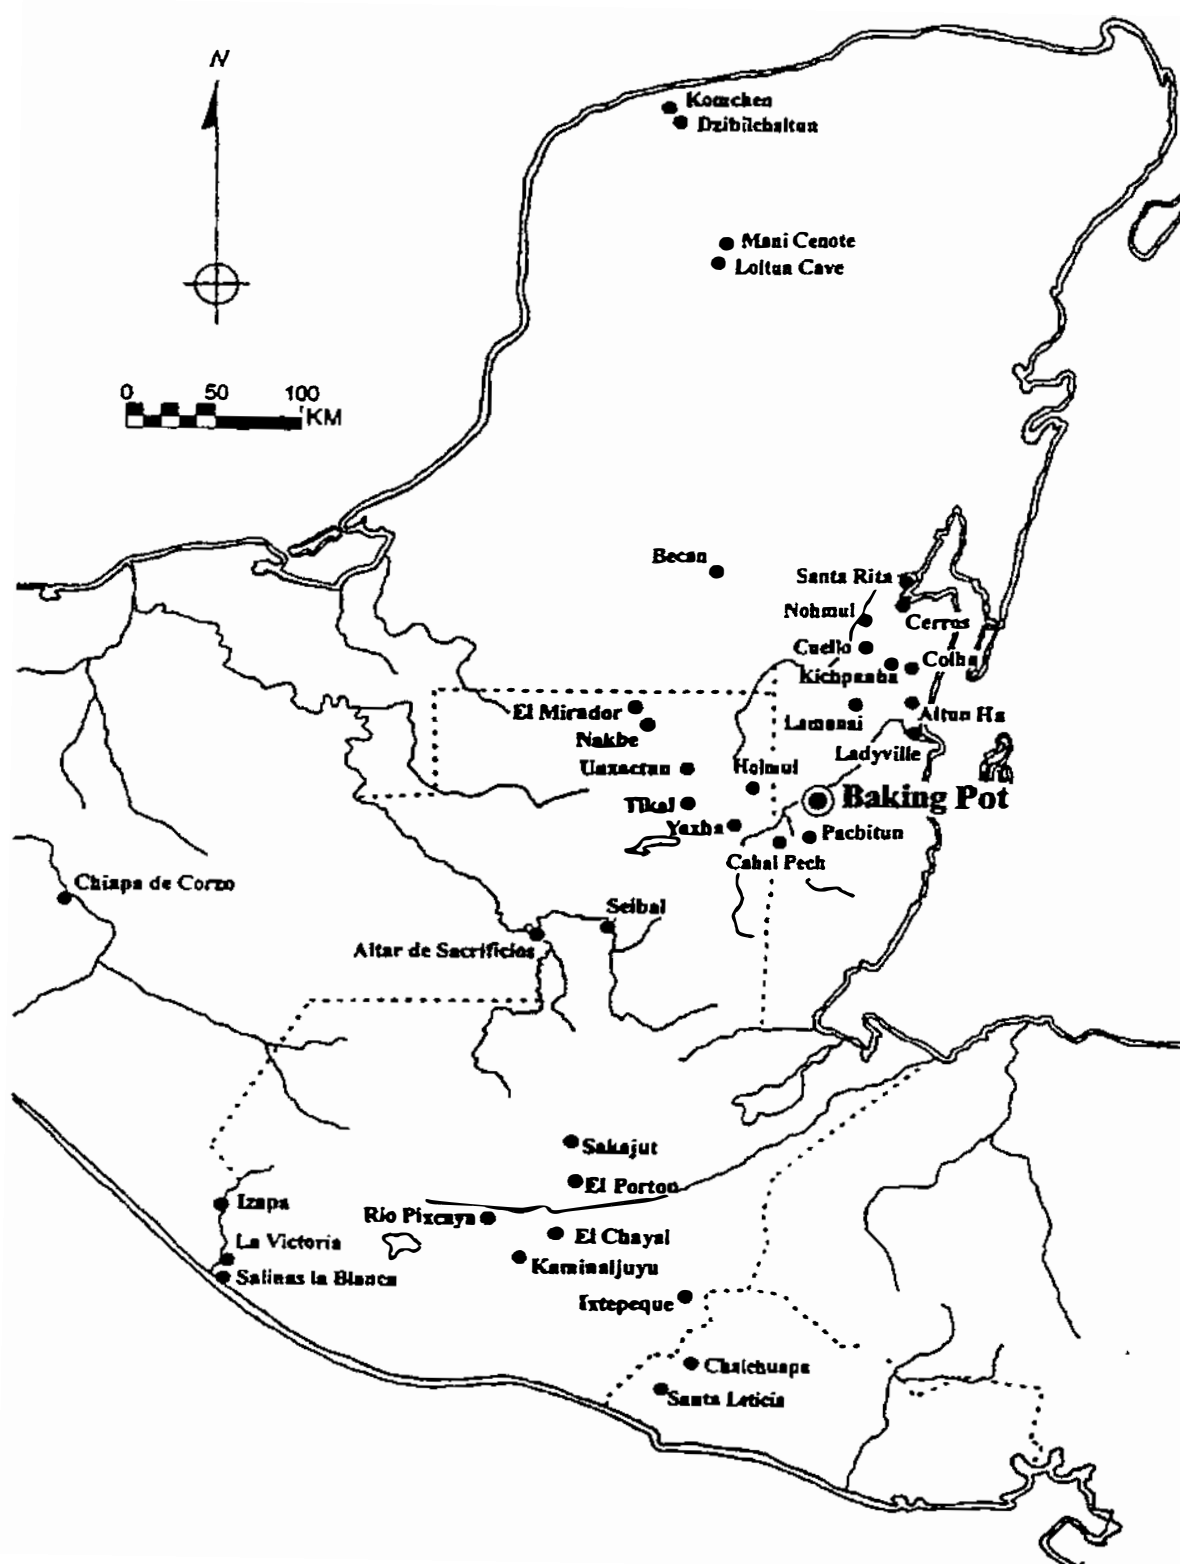 N
Komchen
Dzibilchaltun
Mani Cenote
Loltun Cave
0 50 100
KM
Becan
Santa Rita
Nohmul
Cerros
Cuello
Colha
Kichpanha
El Mirador
Lamanai
Altun Ha
Nakbe
Ladyville
Uaxactun
Holmul
Baking Pot
Tikal
Yaxha
Pacbitun
Cahal Pech
Chiapa de Corzo
Seibal
Altar de Sacrificios
Sakajut
El Porton
Izapa
Rio Pixcaya
El Chayal
La Victoria
Kaminaljuyu
Salinas la Blanca
Ixtepeque
Chalchuapa
Santa Leticia